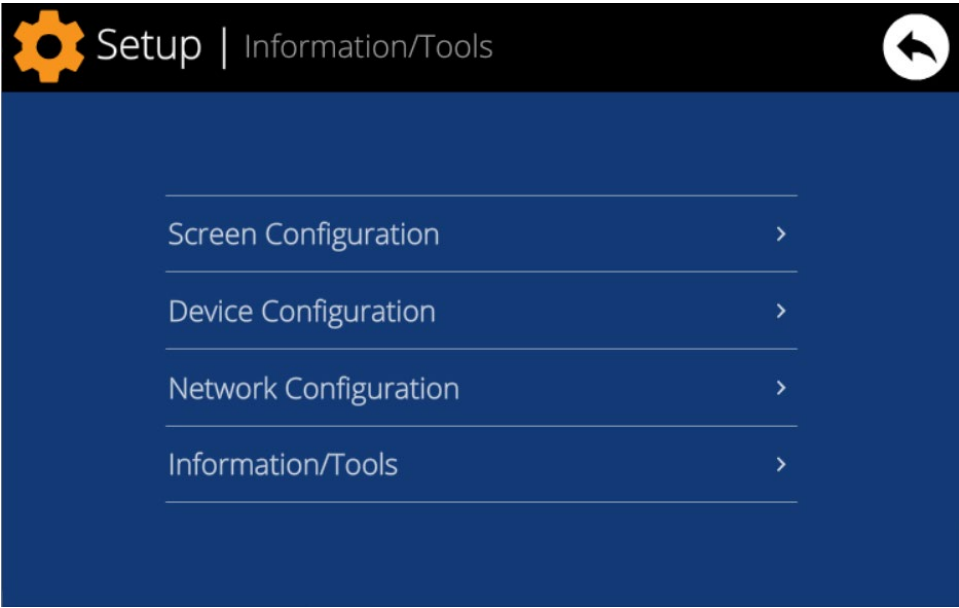 Setup | Information/Tools
Screen Configuration
Device Configuration
Network Configuration
Information/Tools